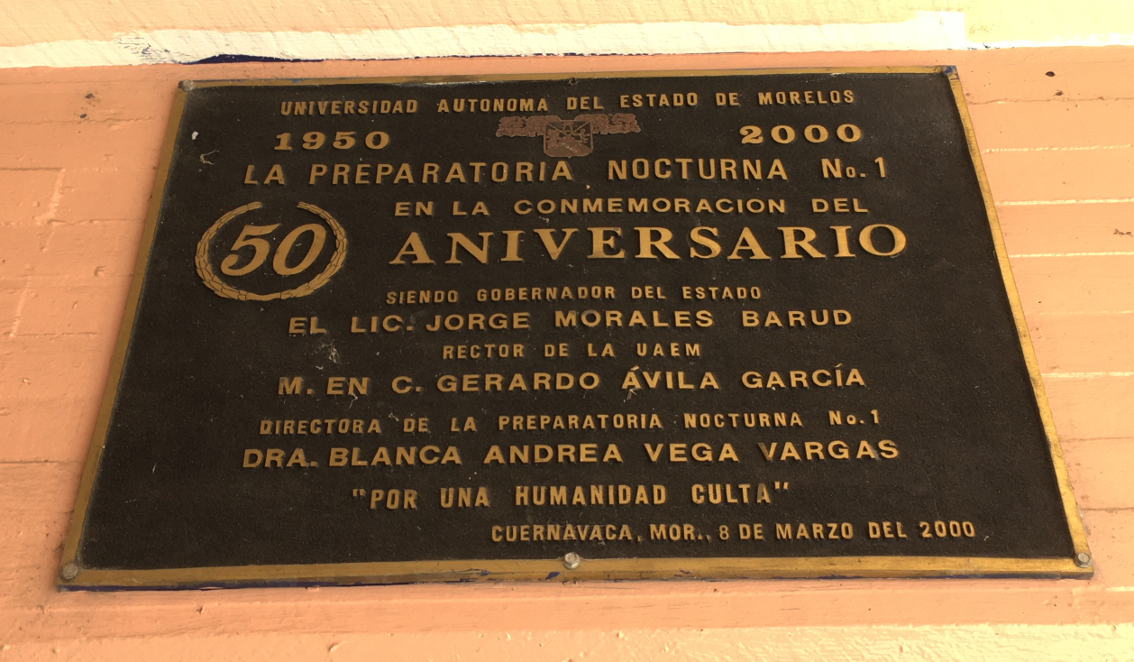 UNIVERSIDAD AUTONOMA DEL ESTADO DE MORELOS
1950 2000
LA PREPARATORIA NOCTURNA No. 1
EN LA CONMEMORACION DEL
50 ANIVERSARIO
SIENDO GOBERNADOR DEL ESTADO
EL LIC. JORGE MORALES BARUD
RECTOR DE LA UAEM
M. EN C. GERARDO ÁVILA GARCÍA
DIRECTORA DE LA PREPARATORIA NOCTURNA No. 1
DRA. BLANCA ANDREA VEGA VARGAS
"POR UNA HUMANIDAD CULTA"
CUERNAVACA, MOR., 8 DE MARZO DEL 2000